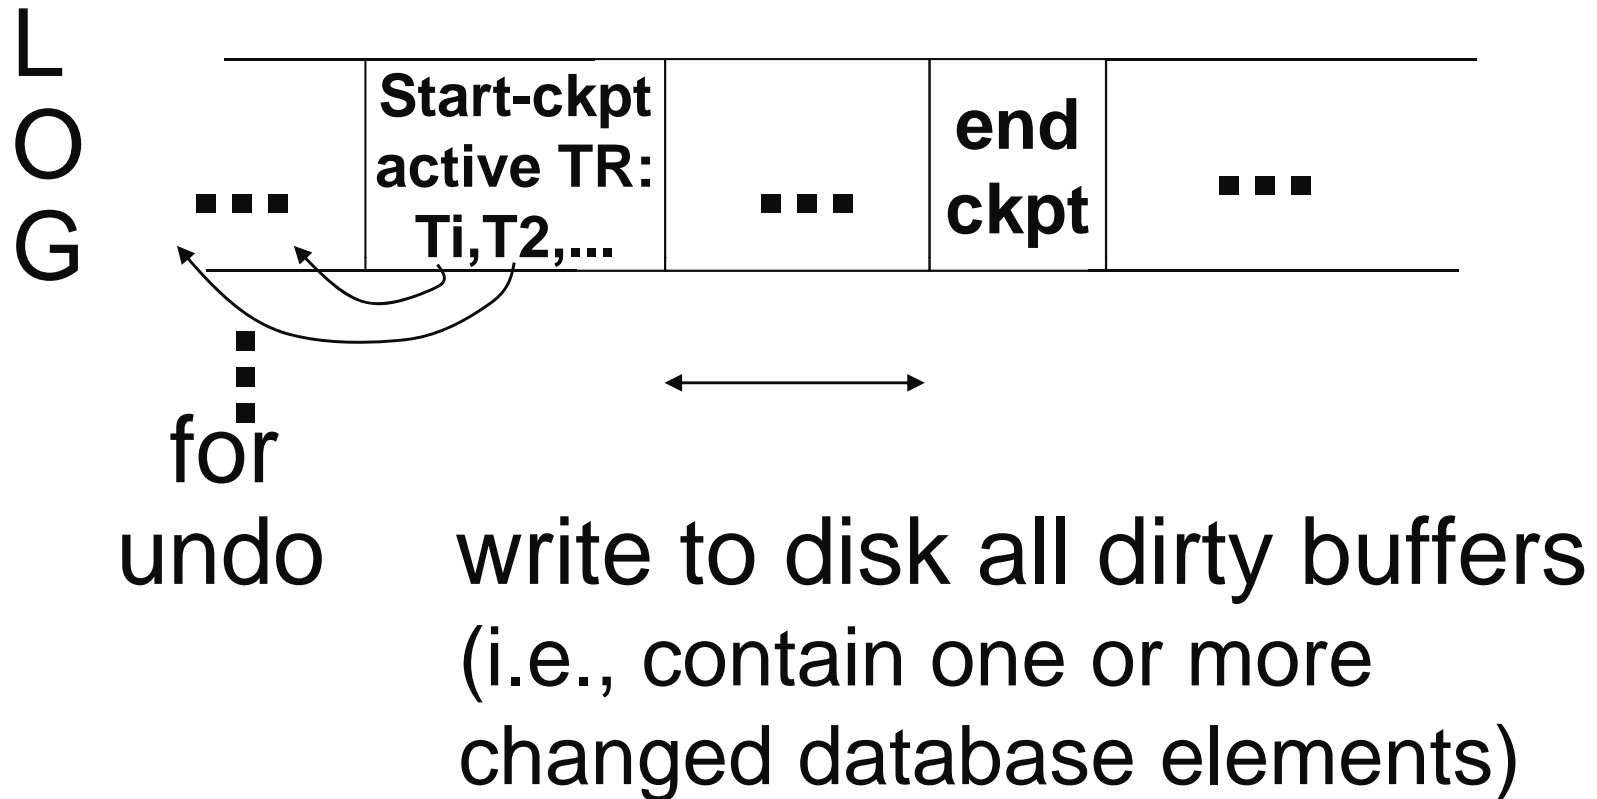 L
O
G
...
Start-ckpt
active TR:
Ti,T2,...
...
end
ckpt
...
for
undo
write to disk all dirty buffers
(i.e., contain one or more
changed database elements)